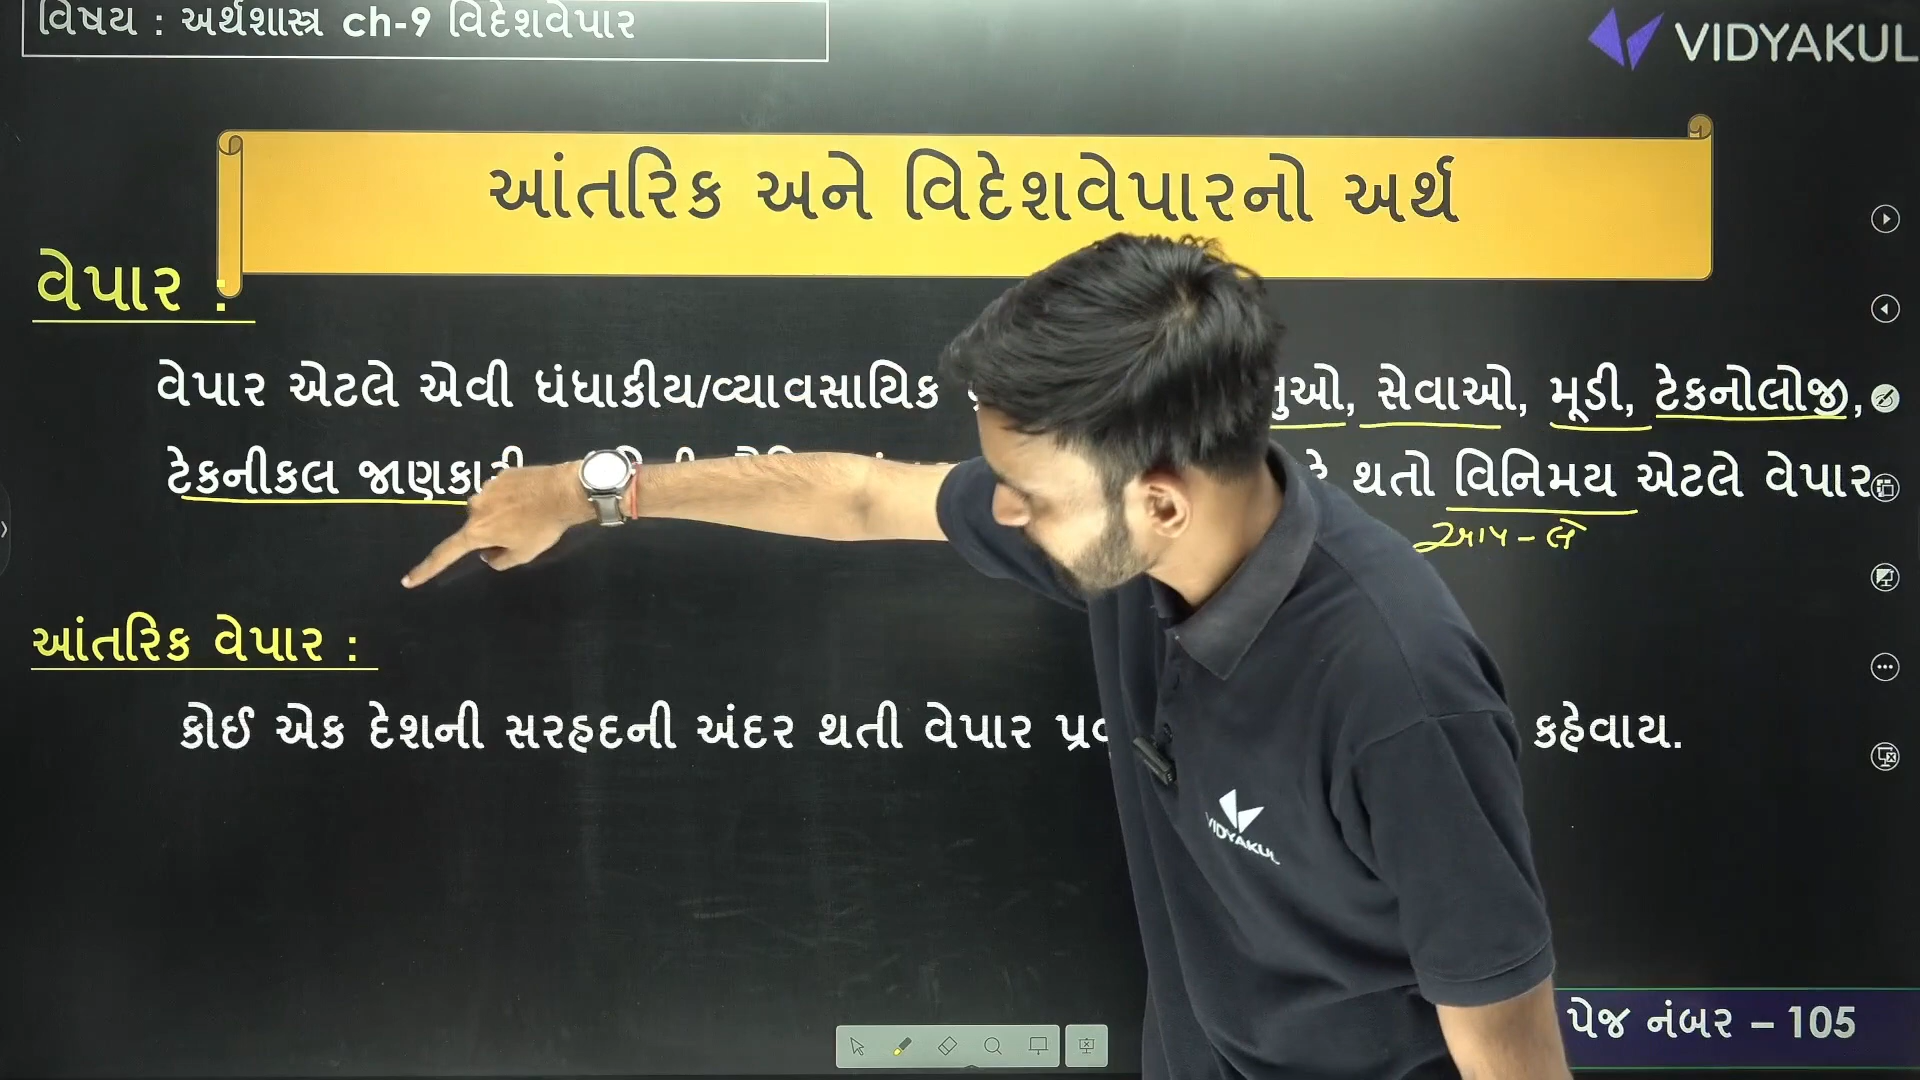 વિષય : અર્થશાસ્ત્ર ch-9 વિદેશવેપાર
VIDYAKUL
આંતરિક અને વિદેશવેપારનો અર્થ
વેપાર :
વેપાર એટલે એવી ધંધાકીય/વ્યાવસાયિક સેવાઓ, મૂડી, ટેકનોલોજી,
ટેકનીકલ થતો વિનિમય એટલે વેપાર
આપ - લે
આંતરિક વેપાર :
કોઈ એક દેશની સરહદની અંદર થતી વેપાર કહેવાય.
VIDYAKUL
પેજ નંબર – 105